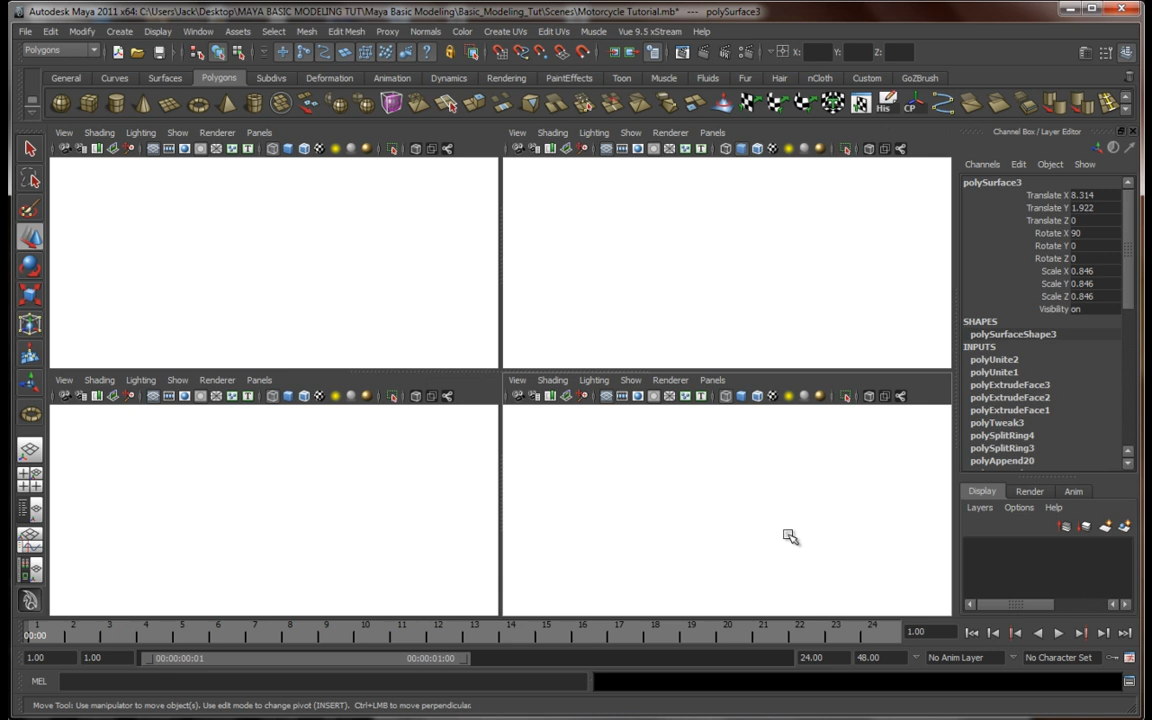 Autodesk Maya 2011 x64: C:\Users\Jack\Desktop\MAYA BASIC MODELING TUT\Maya Basic Modeling\Basic_Modeling_Tut\Scenes\Motorcycle Tutorial.mb* --- polySurface3
File Edit Modify Create Display Window Assets Select Mesh Edit Mesh Proxy Normals Color Create UVs Edit UVs Muscle Vue 9.5 xStream Help
Polygons X: Y: Z:
General Curves Surfaces Polygons Subdivs Deformation Animation Dynamics Rendering PaintEffects Toon Muscle Fluids Fur Hair nCloth Custom GoZBrush
His CP
View Shading Lighting Show Renderer Panels
View Shading Lighting Show Renderer Panels
Channel Box / Layer Editor
Channels Edit Object Show
polySurface3
Translate X 8.314
Translate Y 1.922
Translate Z 0
Rotate X 90
Rotate Y 0
Rotate Z 0
Scale X 0.846
Scale Y 0.846
Scale Z 0.846
Visibility on
SHAPES
polySurfaceShape3
INPUTS
polyUnite2
polyUnite1
polyExtrudeFace3
polyExtrudeFace2
polyExtrudeFace1
polyTweak3
polySplitRing4
polySplitRing3
polyAppend20
View Shading Lighting Show Renderer Panels
View Shading Lighting Show Renderer Panels
Display Render Anim
Layers Options Help
1 2 3 4 5 6 7 8 9 10 11 12 13 14 15 16 17 18 19 20 21 22 23 24
00:00
1.00
1.00 1.00 00:00:00:01 00:00:01:00 24.00 48.00 No Anim Layer No Character Set
MEL
Move Tool: Use manipulator to move object(s). Use edit mode to change pivot (INSERT). Ctrl+LMB to move perpendicular.